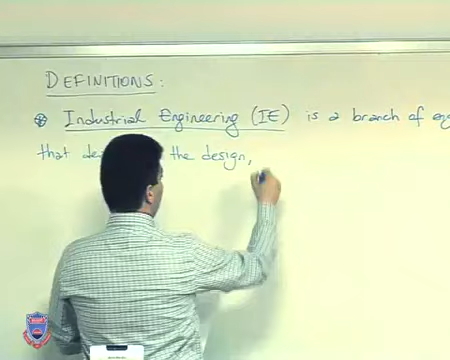 DEFINITIONS:
Industrial Engineering (IE) is a branch of
that the design,